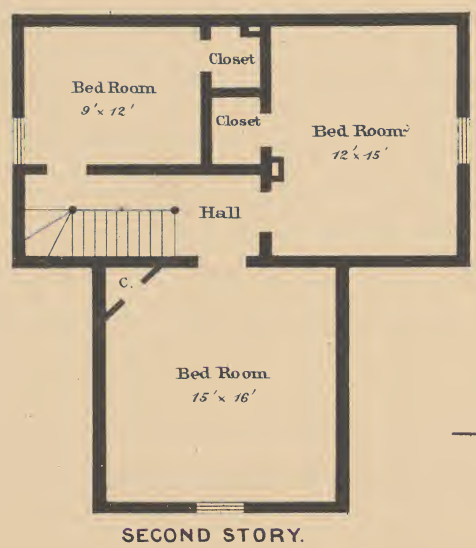 Closet
Bed Room
9' x 12'
Closet
Bed Room
12' x 15'
Hall
C.
Bed Room
15' x 16'
SECOND STORY.